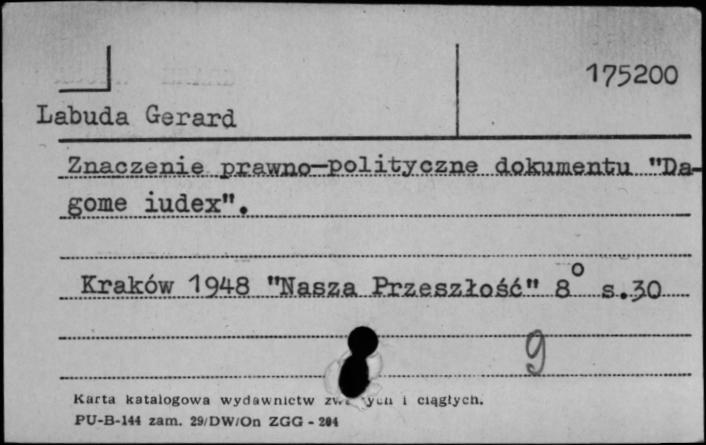 175200
Labuda Gerard
Znaczenie prawno-polityczne dokumentu "Da-
gome iudex".
Kraków 1948 "Nasza Przeszłość" 8° s.30
9
Karta katalogowa wydawnictw i ciągłych.
PU-B-144 zam. 29/DW/On ZGG - 204